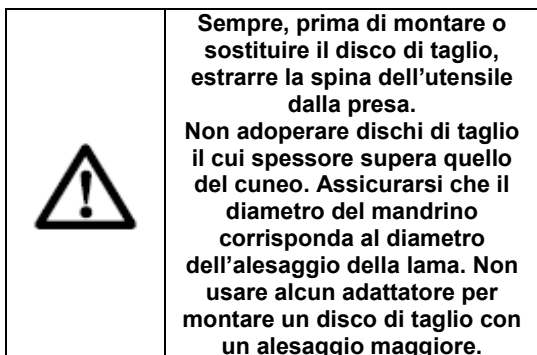 Sempre, prima di montare o
sostituire il disco di taglio,
estrarre la spina dell'utensile
dalla presa.
Non adoperare dischi di taglio
il cui spessore supera quello
del cuneo. Assicurarsi che il
diametro del mandrino
corrisponda al diametro
dell'alesaggio della lama. Non
usare alcun adattatore per
montare un disco di taglio con
un alesaggio maggiore.